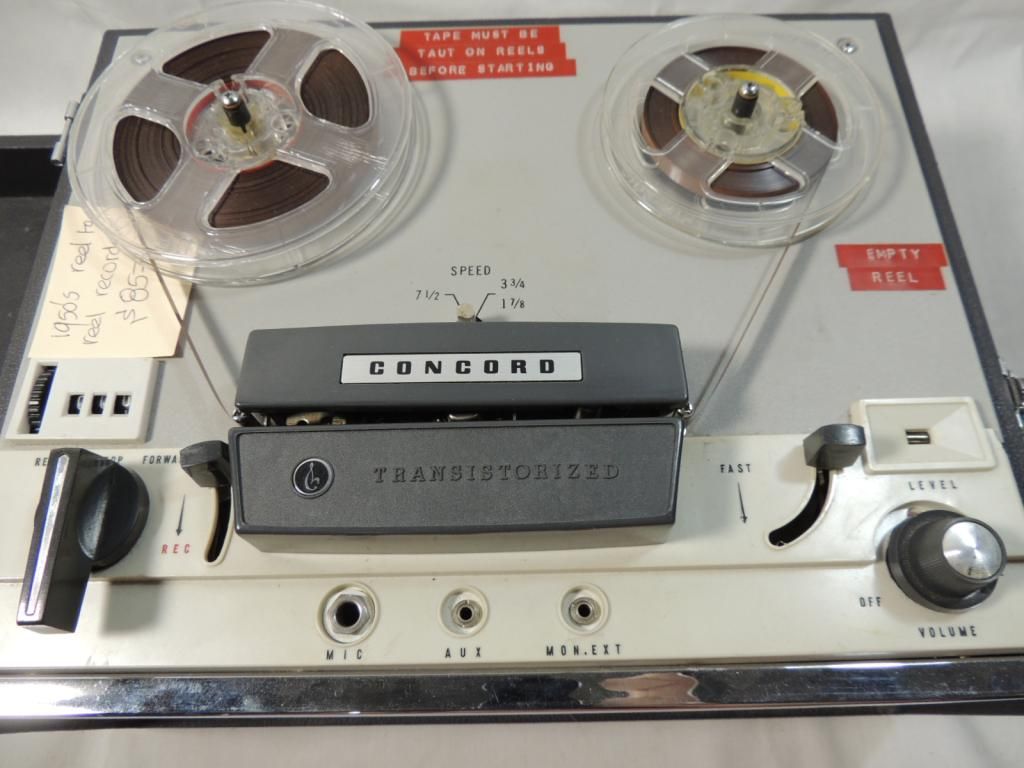 TAPE MUST BE
TAUT ON REELS
BEFORE STARTING
EMPTY
REEL
1950's reel to
reel record
$85-
SPEED
7 1/2
3 3/4
1 7/8
CONCORD
TRANSISTORIZED
FORWA
REC
FAST
LEVEL
OFF
VOLUME
MIC
AUX
MON.EXT